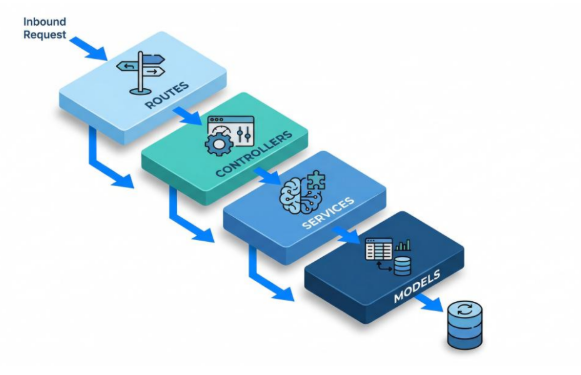 Inbound
Request
ROUTES
CONTROLLERS
SERVICES
MODELS